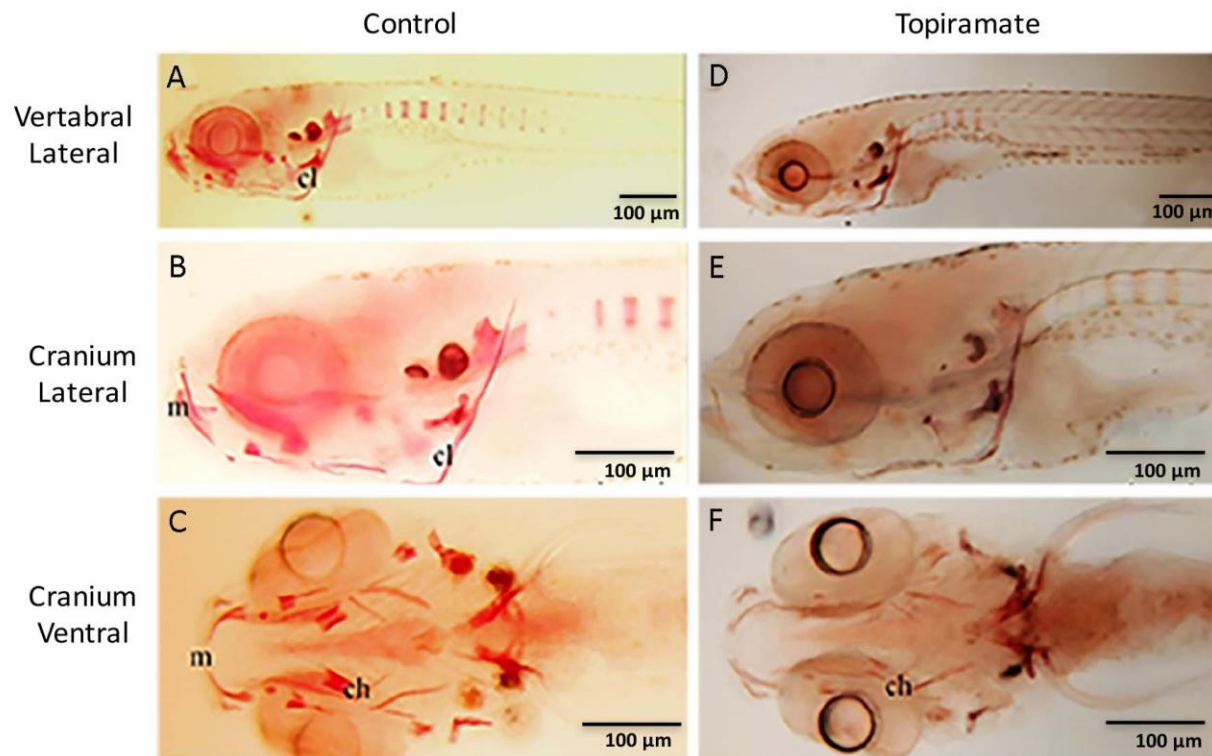 Control
Topiramate
Vertabral
Lateral
A
cl
100 µm
D
100 µm
Cranium
Lateral
B
m
cl
100 µm
E
100 µm
Cranium
Ventral
C
m
ch
100 µm
F
ch
100 µm